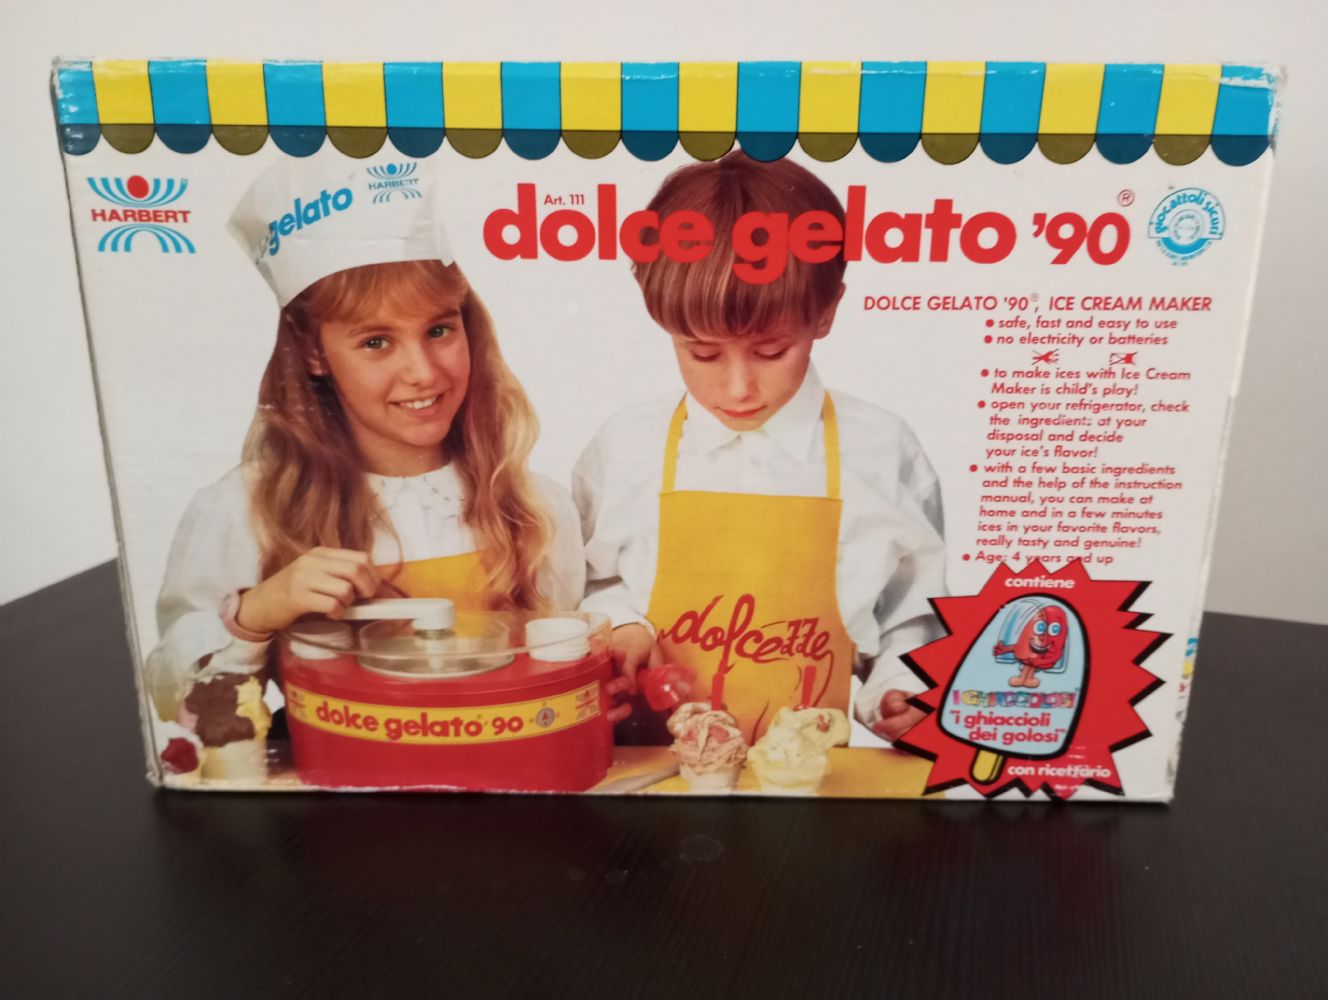 HARBERT
gelato
HARBERT
Art. 111
dolce gelato '90 ®
giocattoli sicuri
DOLCE GELATO '90®, ICE CREAM MAKER
• safe, fast and easy to use
• no electricity or batteries
• to make ices with Ice Cream
Maker is child's play!
• open your refrigerator, check
the ingredients at your
disposal and decide
your ice's flavor!
• with a few basic ingredients
and the help of the instruction
manual, you can make at
home and in a few minutes
ices in your favorite flavors,
really tasty and genuine!
• Age: 4 years and up
dolcezze
dolce gelato '90
contiene
I GHIACCIOLOSI
"i ghiaccioli
dei golosi"
con ricettario